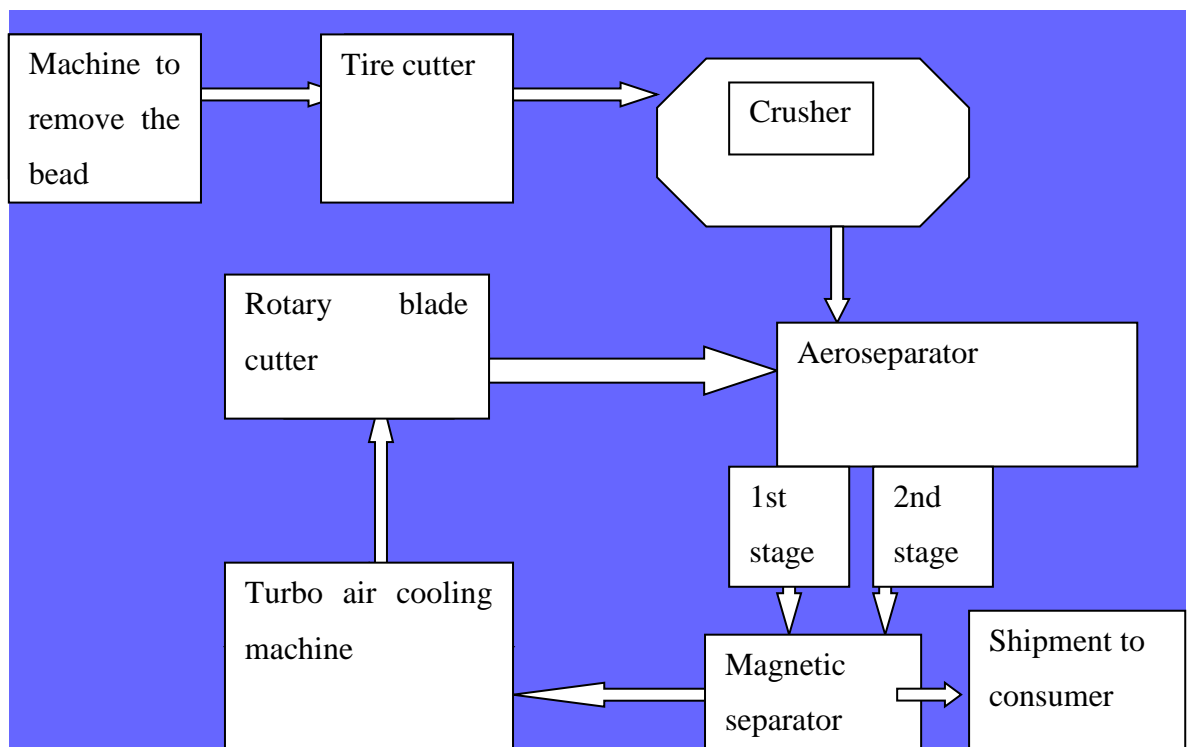 Machine to
remove the
bead
Tire cutter
Crusher
Rotary blade
cutter
Aeroseparator
1st
stage
2nd
stage
Turbo air cooling
machine
Magnetic
separator
Shipment to
consumer